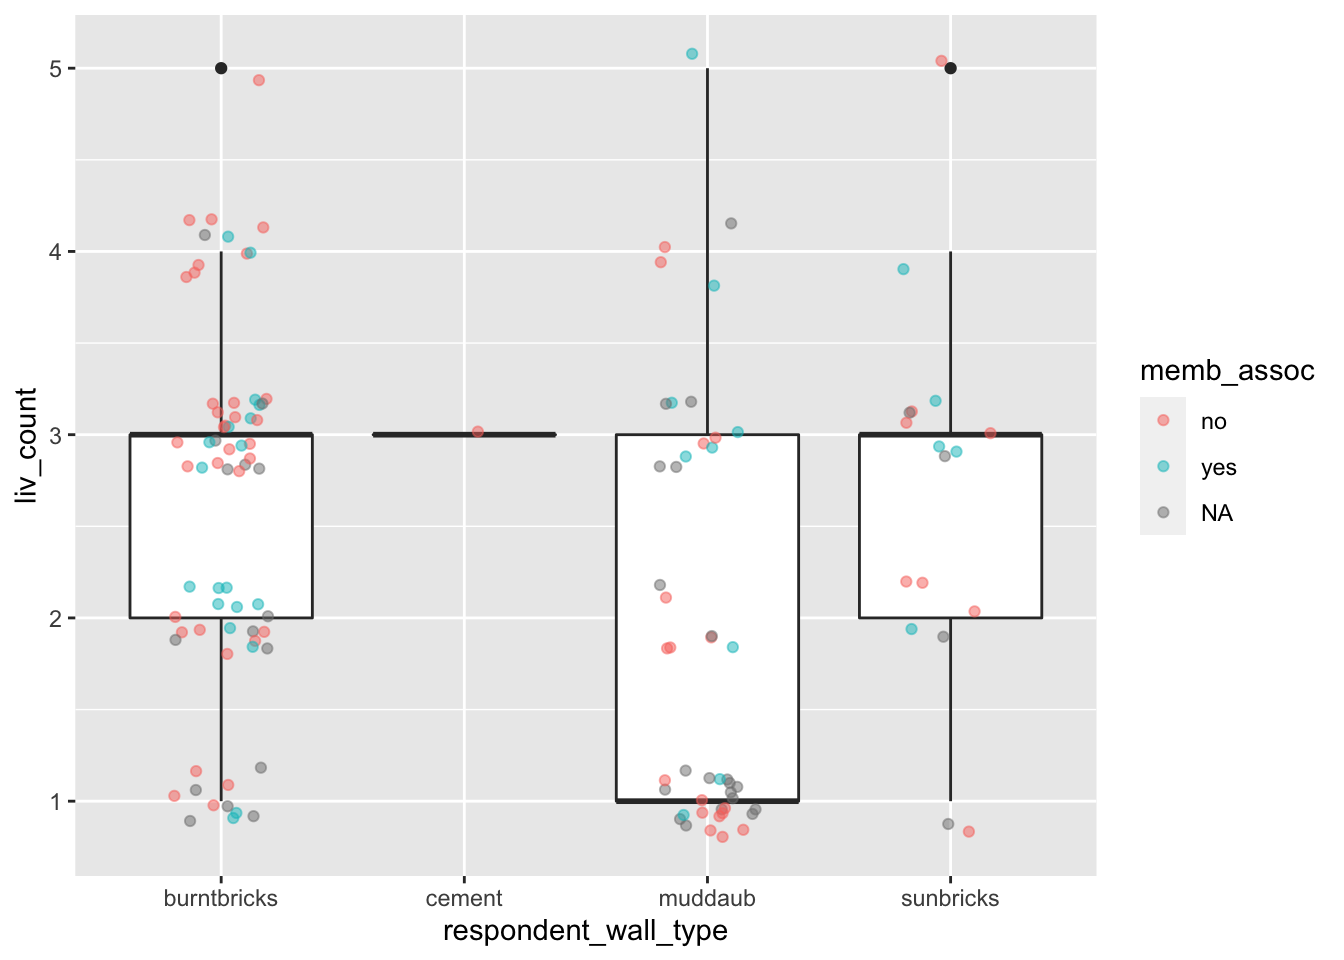 5
4
3
2
1
liv_count
burntbricks cement muddaub sunbricks
respondent_wall_type
memb_assoc
no
yes
NA